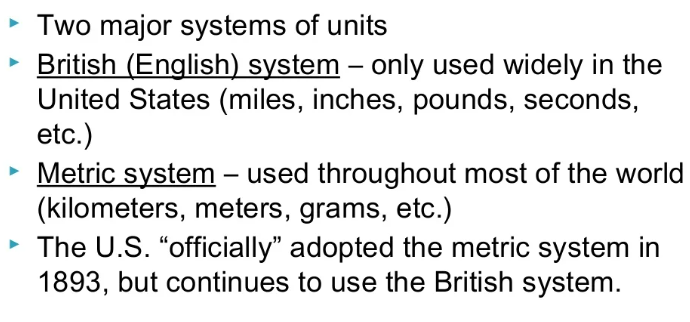 Two major systems of units
British (English) system – only used widely in the
United States (miles, inches, pounds, seconds,
etc.)
Metric system – used throughout most of the world
(kilometers, meters, grams, etc.)
The U.S. “officially” adopted the metric system in
1893, but continues to use the British system.